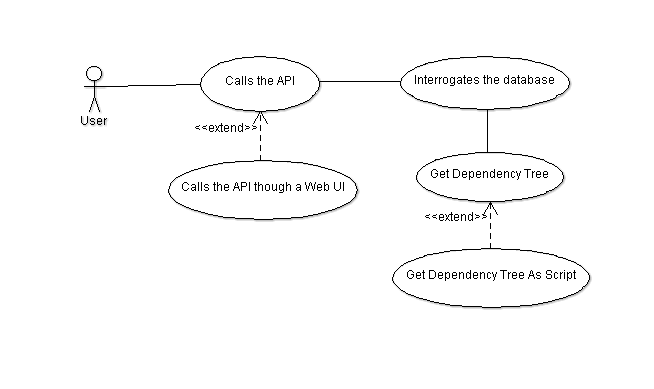 Calls the API
Interrogates the database
User
<<extend>>
Calls the API though a Web UI
Get Dependency Tree
<<extend>>
Get Dependency Tree As Script